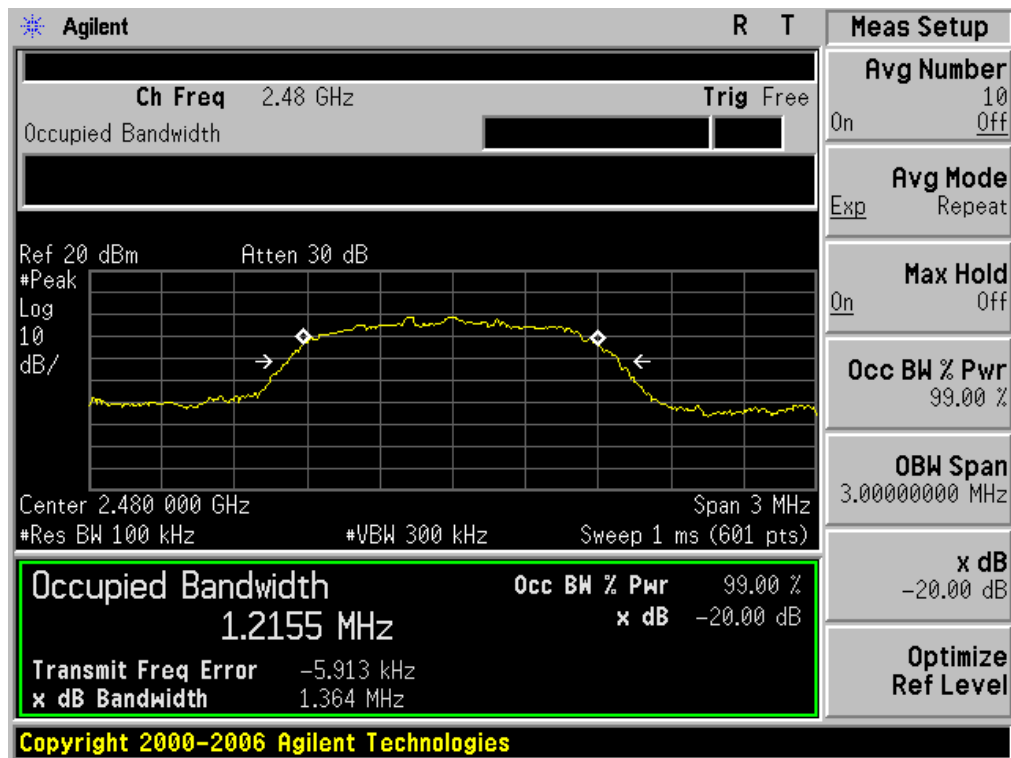 Agilent R T
Ch Freq 2.48 GHz Trig Free
Occupied Bandwidth
Ref 20 dBm Atten 30 dB
#Peak
Log
10
dB/
Center 2.480 000 GHz Span 3 MHz
#Res BW 100 kHz #VBW 300 kHz Sweep 1 ms (601 pts)
Occupied Bandwidth Occ BW % Pwr 99.00 %
1.2155 MHz x dB -20.00 dB
Transmit Freq Error -5.913 kHz
x dB Bandwidth 1.364 MHz
Copyright 2000-2006 Agilent Technologies
Meas Setup
Avg Number
10
On Off
Avg Mode
Exp Repeat
Max Hold
On Off
Occ BW % Pwr
99.00 %
OBW Span
3.00000000 MHz
x dB
-20.00 dB
Optimize
Ref Level